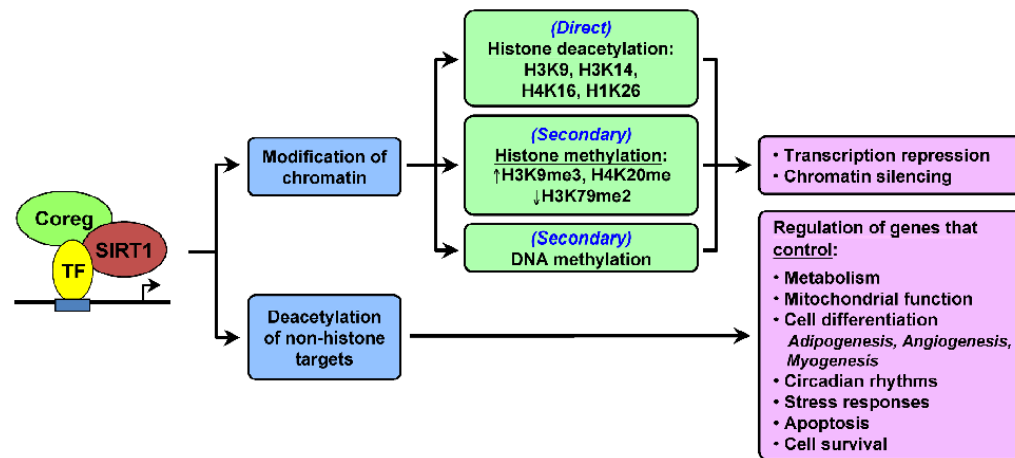 Coreg
SIRT1
TF
Modification of
chromatin
Deacetylation
of non-histone
targets
(Direct)
Histone deacetylation:
H3K9, H3K14,
H4K16, H1K26
(Secondary)
Histone methylation:
↑H3K9me3, H4K20me
↓H3K79me2
(Secondary)
DNA methylation
• Transcription repression
• Chromatin silencing
Regulation of genes that
control:
• Metabolism
• Mitochondrial function
• Cell differentiation
Adipogenesis, Angiogenesis,
Myogenesis
• Circadian rhythms
• Stress responses
• Apoptosis
• Cell survival